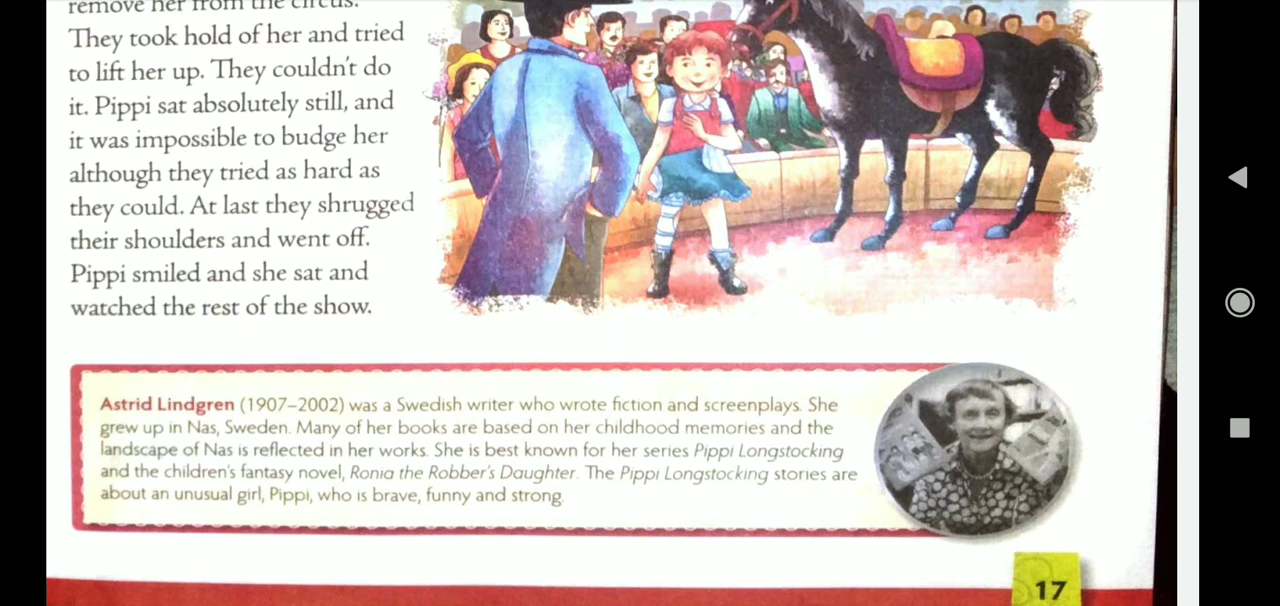 remove her from the circus.
They took hold of her and tried
to lift her up. They couldn't do
it. Pippi sat absolutely still, and
it was impossible to budge her
although they tried as hard as
they could. At last they shrugged
their shoulders and went off.
Pippi smiled and she sat and
watched the rest of the show.
Astrid Lindgren (1907–2002) was a Swedish writer who wrote fiction and screenplays. She
grew up in Nas, Sweden. Many of her books are based on her childhood memories and the
landscape of Nas is reflected in her works. She is best known for her series Pippi Longstocking
and the children's fantasy novel, Ronia the Robber's Daughter. The Pippi Longstocking stories are
about an unusual girl, Pippi, who is brave, funny and strong.
17